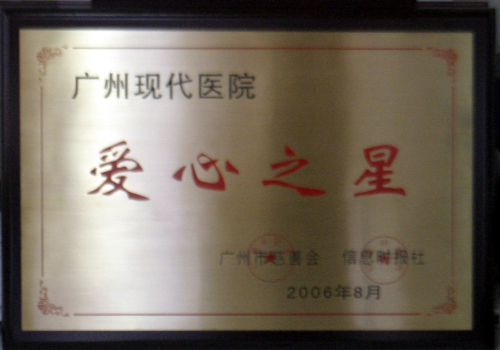 广州现代医院
爱心之星
广州市慈善会 信息时报社
2006年8月